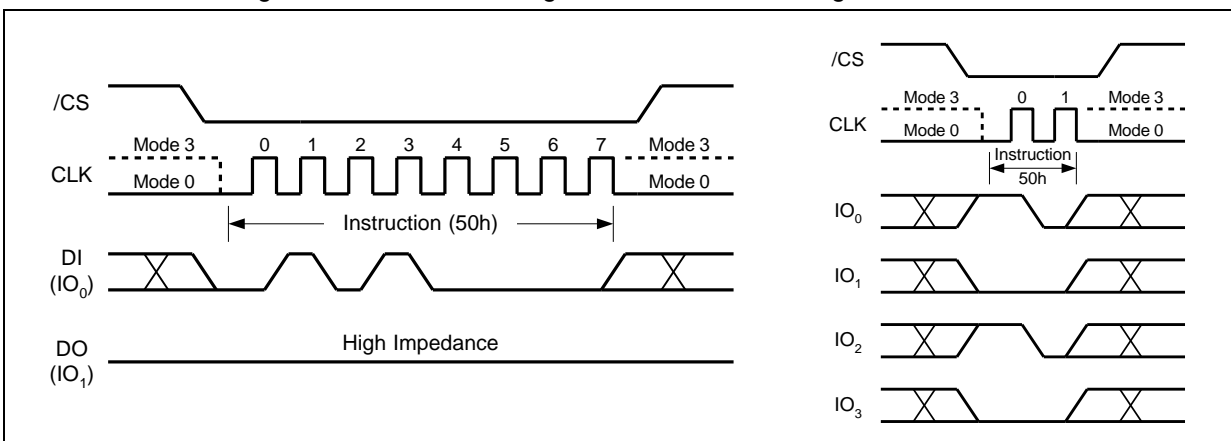 /CS
Mode 3 0 1 2 3 4 5 6 7 Mode 3
CLK
Mode 0 Mode 0
Instruction (50h)
DI
(IO0)
High Impedance
DO
(IO1)
/CS
Mode 3 0 1 Mode 3
CLK
Mode 0 Mode 0
Instruction
50h
IO0
IO1
IO2
IO3